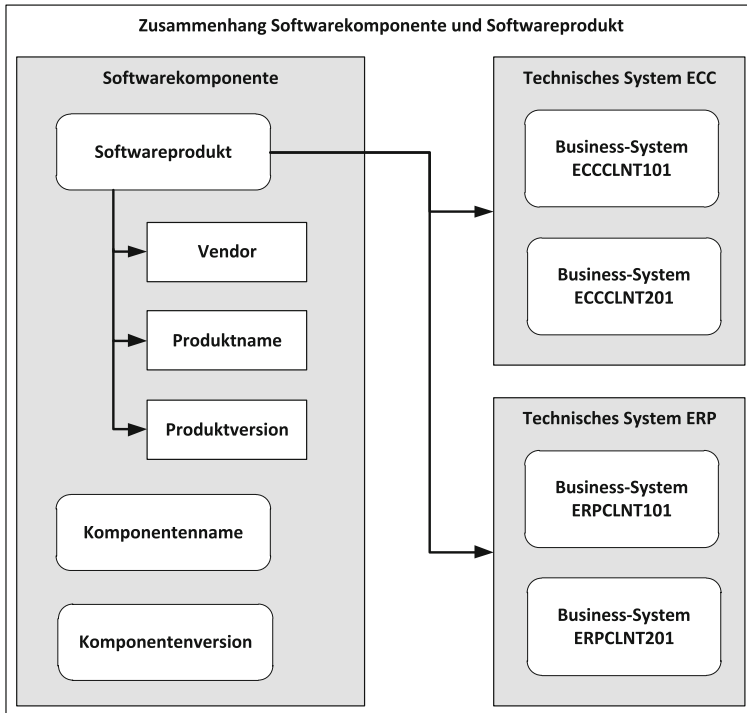 Zusammenhang Softwarekomponente und Softwareprodukt
Softwarekomponente
Softwareprodukt
Vendor
Produktname
Produktversion
Komponentenname
Komponentenversion
Technisches System ECC
Business-System
ECCCLNT101
Business-System
ECCCLNT201
Technisches System ERP
Business-System
ERPCLNT101
Business-System
ERPCLNT201